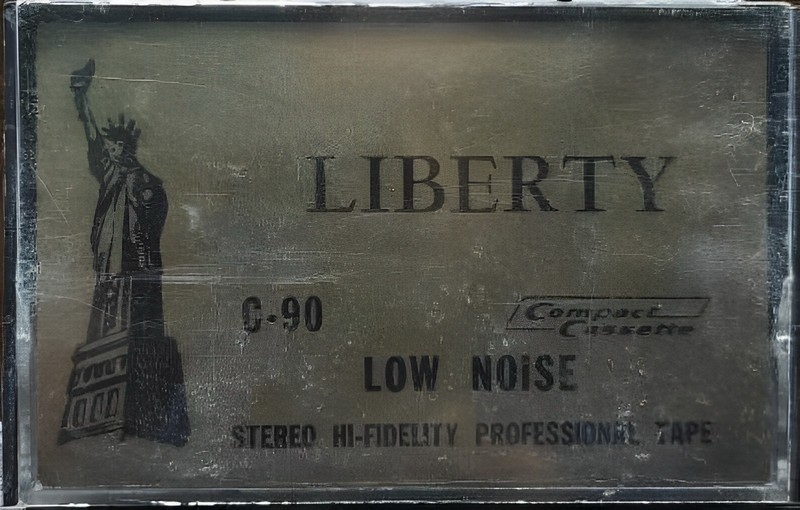 LIBERTY
C-90
Compact
Cassette
LOW NOISE
STEREO HI-FIDELITY PROFESSIONAL TAPE